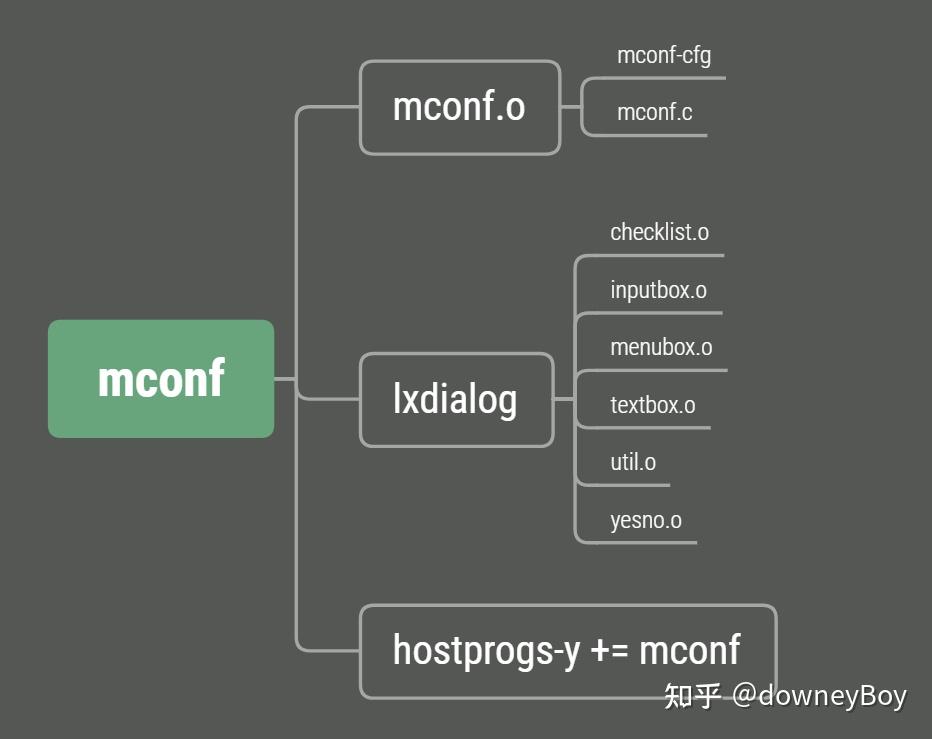 mconf
mconf.o
mconf-cfg
mconf.c
lxdialog
checklist.o
inputbox.o
menubox.o
textbox.o
util.o
yesno.o
hostprogs-y += mconf
知乎 @downeyBoy